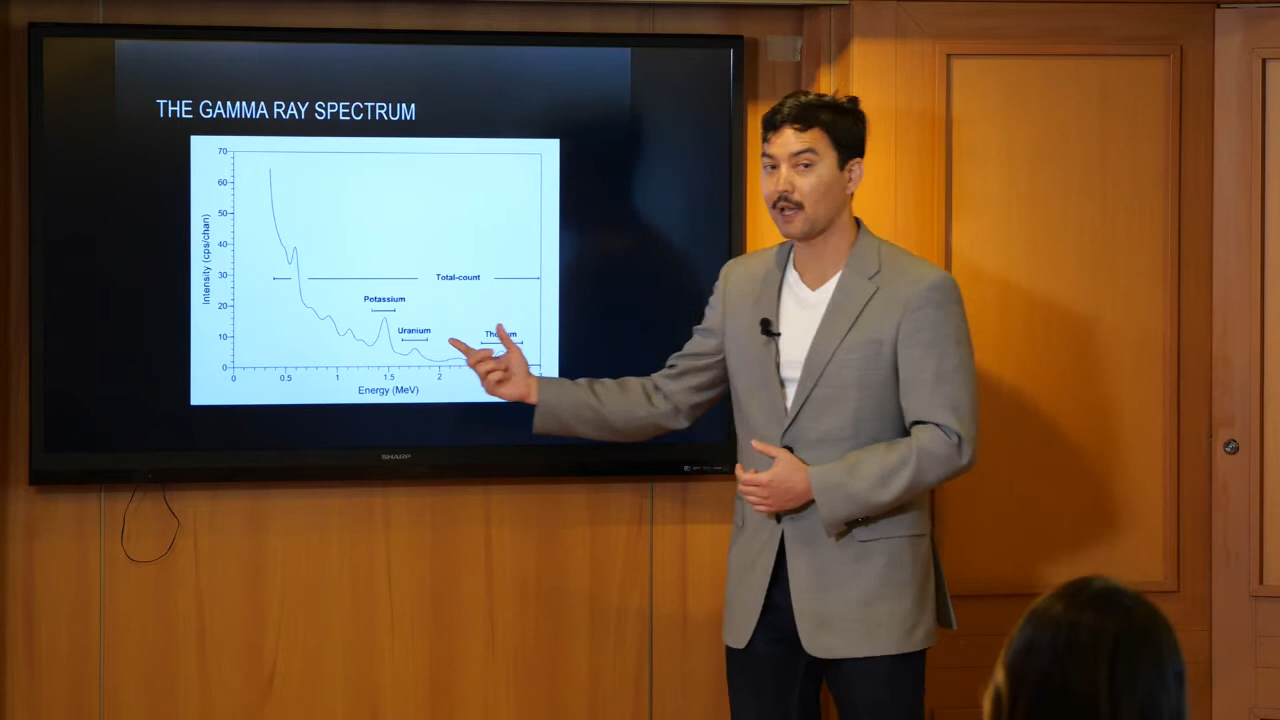 THE GAMMA RAY SPECTRUM
70
60
50
40
30
20
10
0
Intensity (cps/chan)
Total-count
Potassium
Uranium
0
0.5
1
1.5
2
Energy (MeV)
SHARP